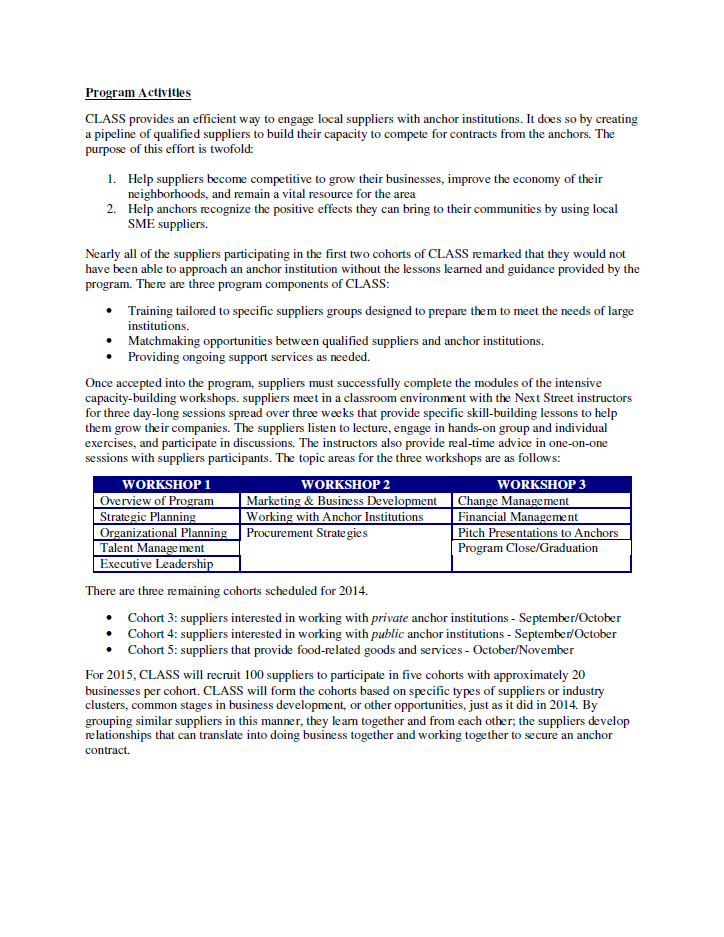 Program Activities
CLASS provides an efficient way to engage local suppliers with anchor institutions. It does so by creating
a pipeline of qualified suppliers to build their capacity to compete for contracts from the anchors. The
purpose of this effort is twofold:
1. Help suppliers become competitive to grow their businesses, improve the economy of their
neighborhoods, and remain a vital resource for the area
2. Help anchors recognize the positive effects they can bring to their communities by using local
SME suppliers.
Nearly all of the suppliers participating in the first two cohorts of CLASS remarked that they would not
have been able to approach an anchor institution without the lessons learned and guidance provided by the
program. There are three program components of CLASS:
• Training tailored to specific suppliers groups designed to prepare them to meet the needs of large
institutions.
• Matchmaking opportunities between qualified suppliers and anchor institutions.
• Providing ongoing support services as needed.
Once accepted into the program, suppliers must successfully complete the modules of the intensive
capacity-building workshops. suppliers meet in a classroom environment with the Next Street instructors
for three day-long sessions spread over three weeks that provide specific skill-building lessons to help
them grow their companies. The suppliers listen to lecture, engage in hands-on group and individual
exercises, and participate in discussions. The instructors also provide real-time advice in one-on-one
sessions with suppliers participants. The topic areas for the three workshops are as follows:
WORKSHOP 1 WORKSHOP 2 WORKSHOP 3
Overview of Program Marketing & Business Development Change Management
Strategic Planning Working with Anchor Institutions Financial Management
Organizational Planning Procurement Strategies Pitch Presentations to Anchors
Talent Management Program Close/Graduation
Executive Leadership
There are three remaining cohorts scheduled for 2014.
• Cohort 3: suppliers interested in working with private anchor institutions - September/October
• Cohort 4: suppliers interested in working with public anchor institutions - September/October
• Cohort 5: suppliers that provide food-related goods and services - October/November
For 2015, CLASS will recruit 100 suppliers to participate in five cohorts with approximately 20
businesses per cohort. CLASS will form the cohorts based on specific types of suppliers or industry
clusters, common stages in business development, or other opportunities, just as it did in 2014. By
grouping similar suppliers in this manner, they learn together and from each other; the suppliers develop
relationships that can translate into doing business together and working together to secure an anchor
contract.